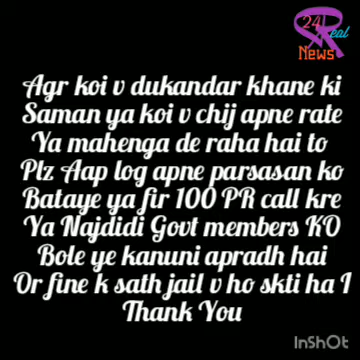 24 Real
News
Agr koi v dukandar khane ki
Saman ya koi v chij apne rate
Ya mahenga de raha hai to
Plz Aap log apne parsasan ko
Bataye ya fir 100 PR call kre
Ya Najdidi Govt members KO
Bole ye kanuni apradh hai
Or fine k sath jail v ho skti ha I
Thank You
InShOt